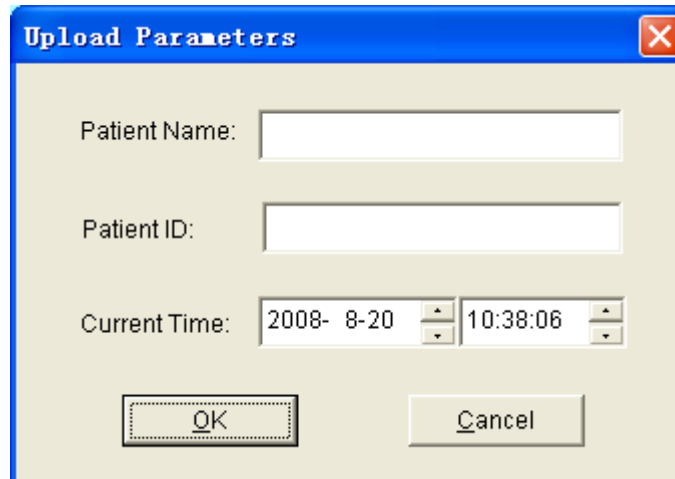 Upload Parameters
Patient Name:
Patient ID:
Current Time: 2008- 8-20 10:38:06
OK Cancel